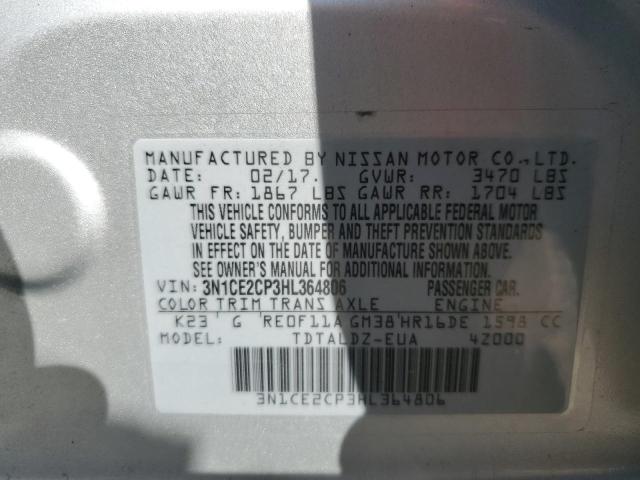 MANUFACTURED BY NISSAN MOTOR CO.,LTD.
DATE: 02/17. GVWR: 3470 LBS
GAWR FR: 1867 LBS GAWR RR: 1704 LBS
THIS VEHICLE CONFORMS TO ALL APPLICABLE FEDERAL MOTOR
VEHICLE SAFETY, BUMPER AND THEFT PREVENTION STANDARDS
IN EFFECT ON THE DATE OF MANUFACTURE SHOWN ABOVE.
SEE OWNER'S MANUAL FOR ADDITIONAL INFORMATION.
VIN: 3N1CE2CP3HL364806 PASSENGER CAR.
COLOR TRIM TRANS AXLE ENGINE
K23 G RE0F11A GM38 HR16DE 1598 CC
MODEL: TDTALDZ-EUA 4Z000
3N1CE2CP3HL364806